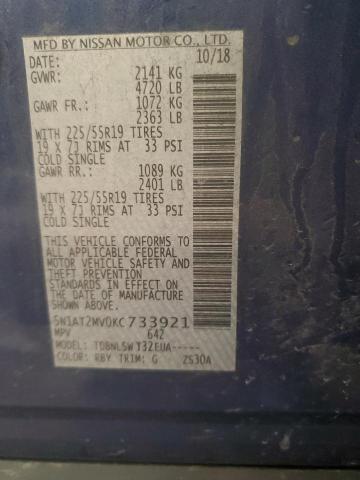 MFD BY NISSAN MOTOR CO., LTD.
DATE: 10/18
GVWR: 2141 KG
4720 LB
GAWR FR.: 1072 KG
2363 LB
WITH 225/55R19 TIRES
19 X 7J RIMS AT 33 PSI
COLD SINGLE
GAWR RR.: 1089 KG
2401 LB
WITH 225/55R19 TIRES
19 X 7J RIMS AT 33 PSI
COLD SINGLE
THIS VEHICLE CONFORMS TO
ALL APPLICABLE FEDERAL
MOTOR VEHICLE SAFETY AND
THEFT PREVENTION
STANDARDS IN EFFECT ON
THE DATE OF MANUFACTURE
SHOWN ABOVE.
5N1AT2MV0KC733921
MPV 642
MODEL: TDBNLSWT32EUA-----
COLOR: RBY TRIM: G 2S30A